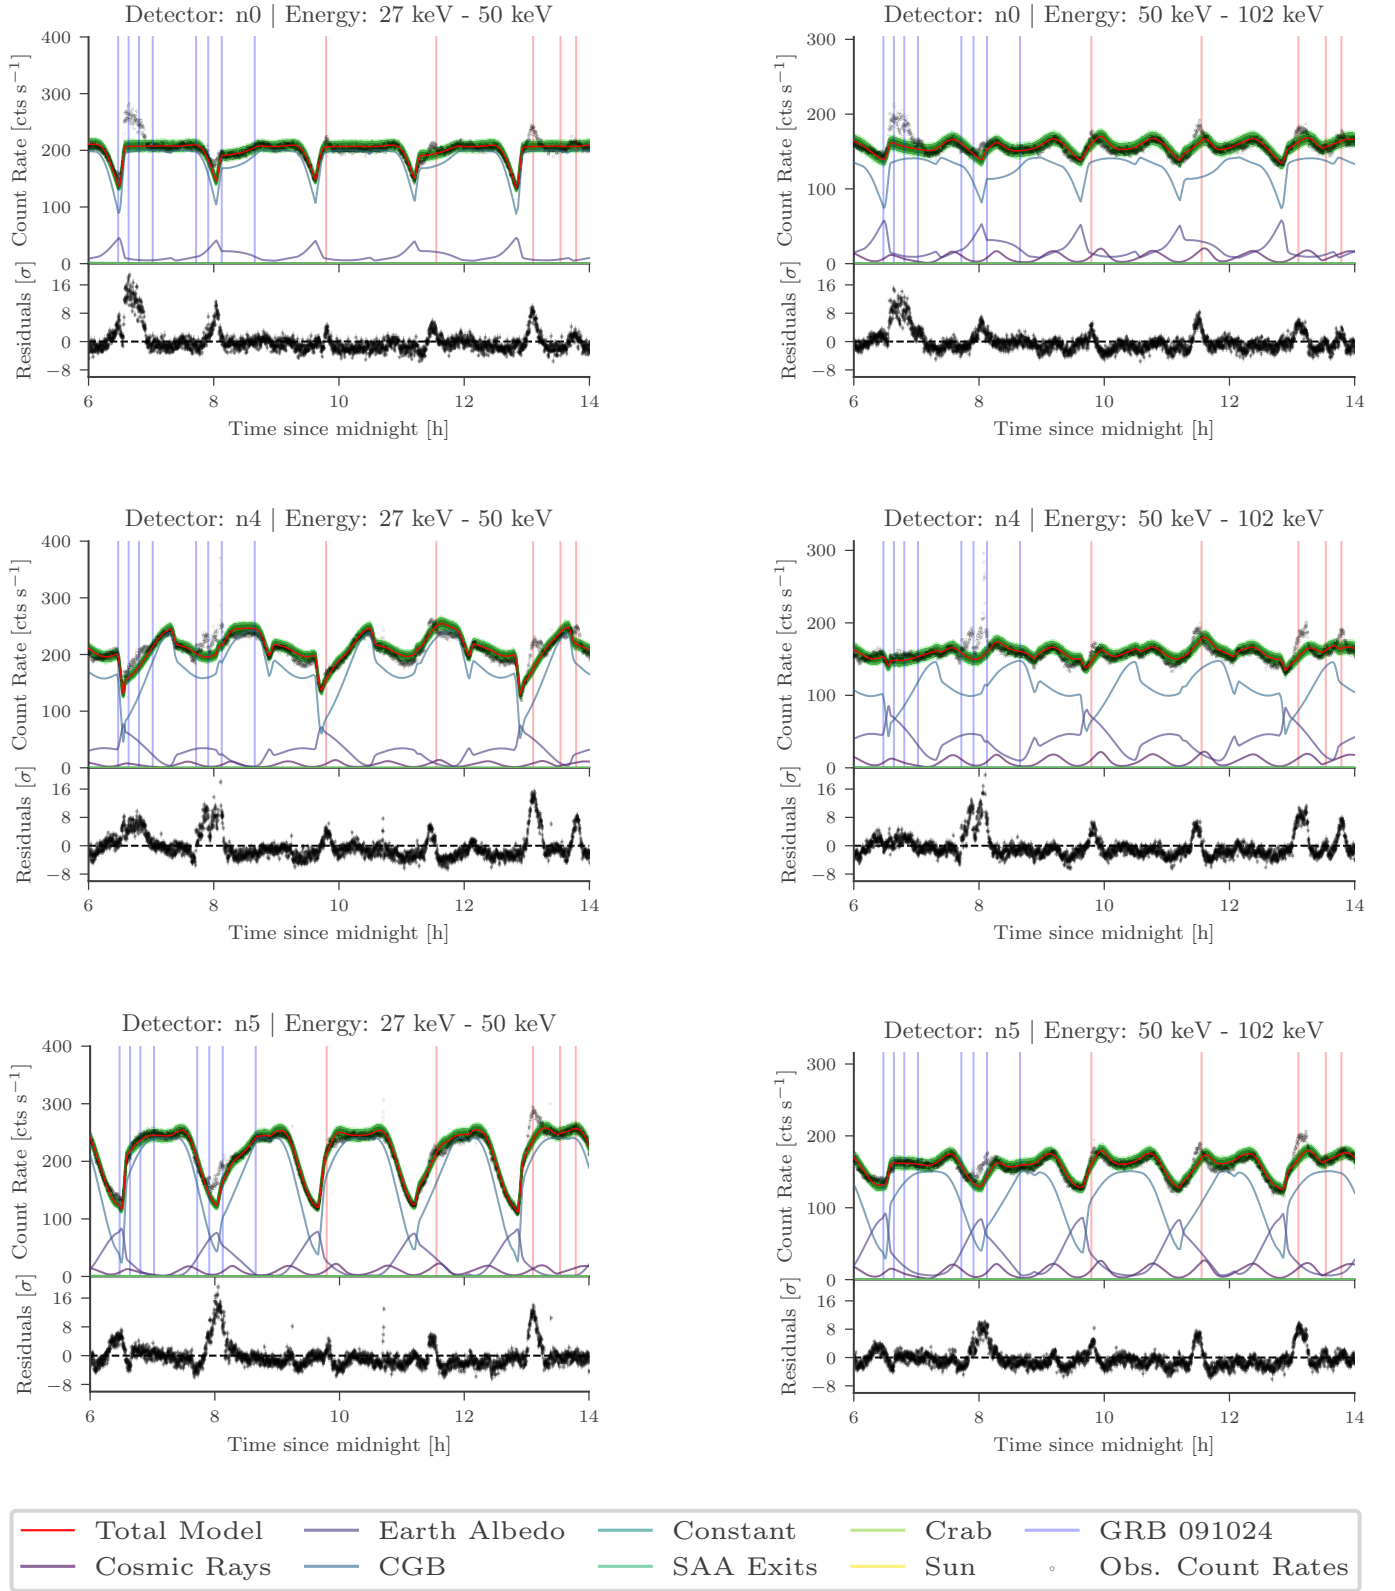 Detector: n0 | Energy: 27 keV - 50 keV
Count Rate [cts s⁻¹]
400
300
200
100
0
Residuals [σ]
16
8
0
−8
6 8 10 12 14
Time since midnight [h]
Detector: n0 | Energy: 50 keV - 102 keV
Count Rate [cts s⁻¹]
300
200
100
0
Residuals [σ]
16
8
0
−8
6 8 10 12 14
Time since midnight [h]
Detector: n4 | Energy: 27 keV - 50 keV
Count Rate [cts s⁻¹]
400
300
200
100
0
Residuals [σ]
16
8
0
−8
6 8 10 12 14
Time since midnight [h]
Detector: n4 | Energy: 50 keV - 102 keV
Count Rate [cts s⁻¹]
300
200
100
0
Residuals [σ]
16
8
0
−8
6 8 10 12 14
Time since midnight [h]
Detector: n5 | Energy: 27 keV - 50 keV
Count Rate [cts s⁻¹]
400
300
200
100
0
Residuals [σ]
16
8
0
−8
6 8 10 12 14
Time since midnight [h]
Detector: n5 | Energy: 50 keV - 102 keV
Count Rate [cts s⁻¹]
300
200
100
0
Residuals [σ]
16
8
0
−8
6 8 10 12 14
Time since midnight [h]
Total Model Earth Albedo Constant Crab GRB 091024
Cosmic Rays CGB SAA Exits Sun Obs. Count Rates